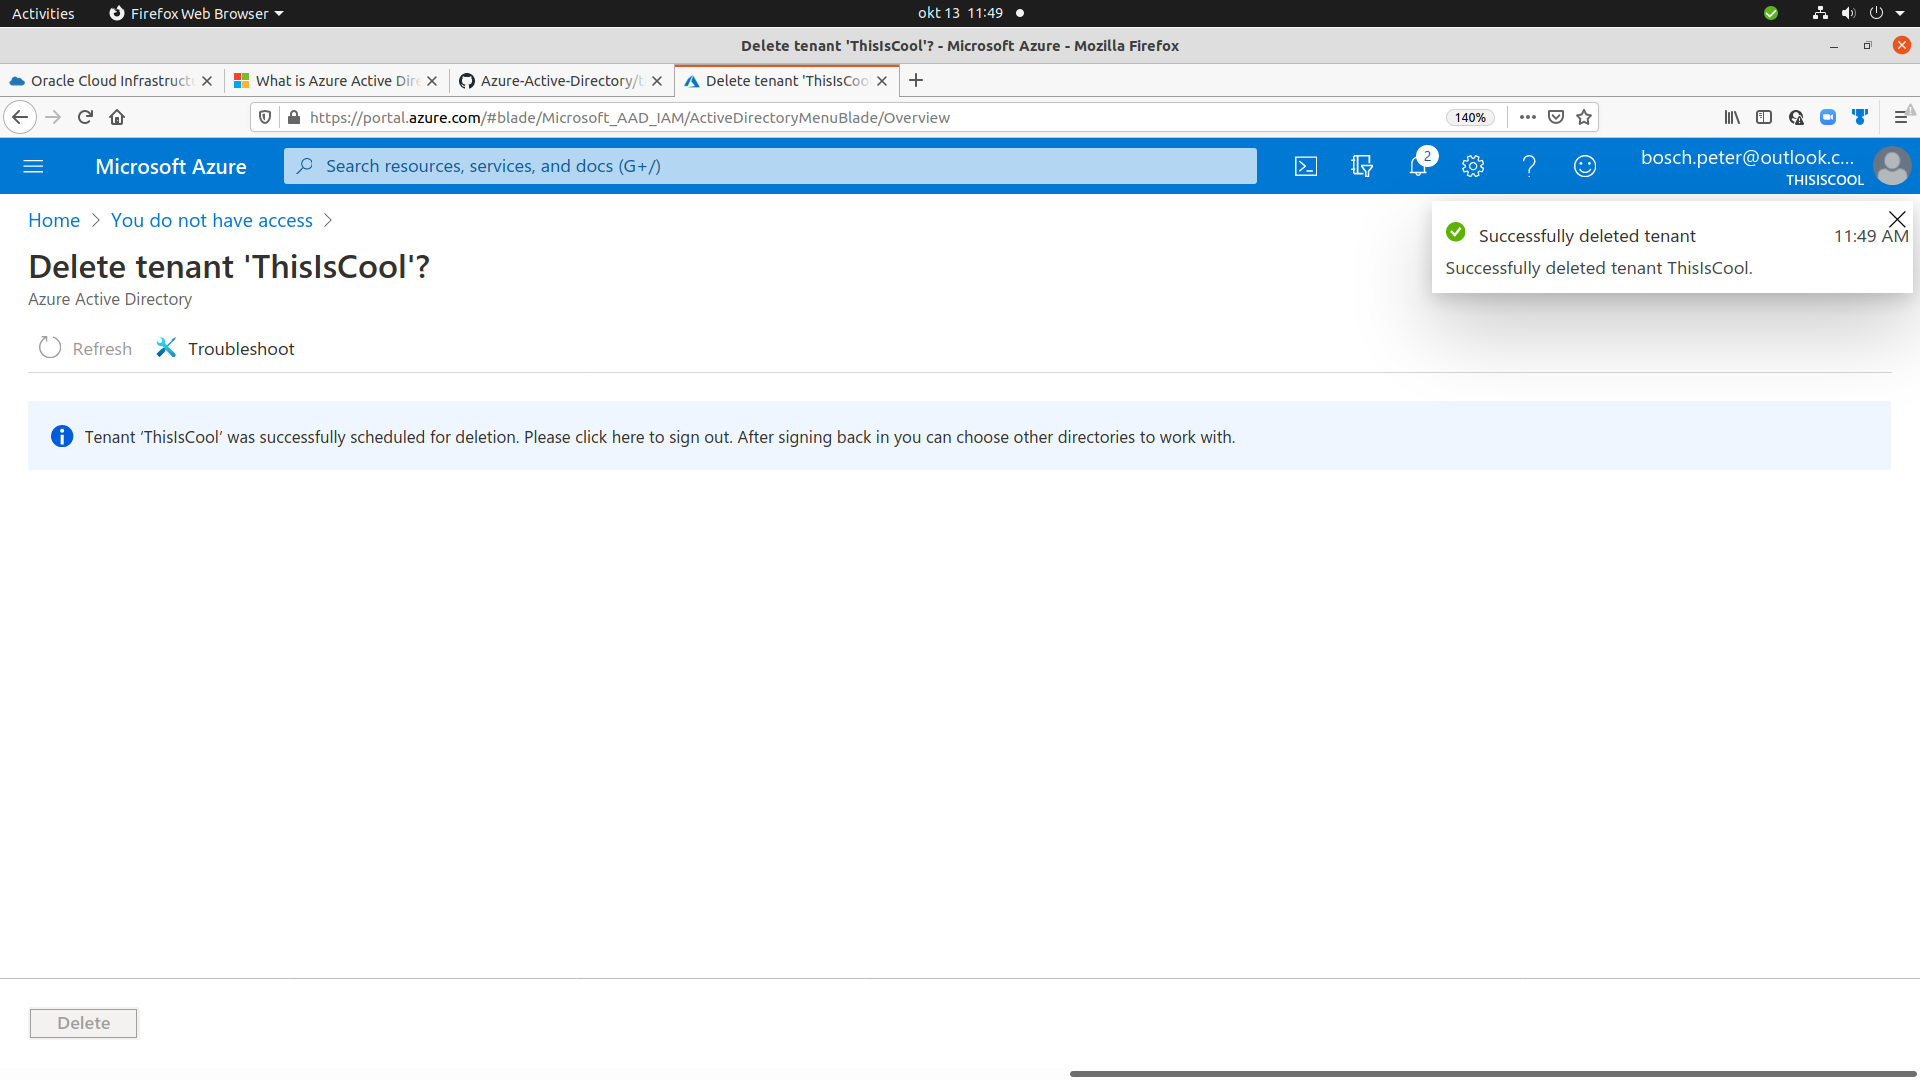 Activities
Firefox Web Browser
okt 13 11:49
Delete tenant 'ThisIsCool'? - Microsoft Azure - Mozilla Firefox
Oracle Cloud Infrastruct
What is Azure Active Dire
Azure-Active-Directory/t
Delete tenant 'ThisIsCoo
https://portal.azure.com/#blade/Microsoft_AAD_IAM/ActiveDirectoryMenuBlade/Overview
140%
Microsoft Azure
Search resources, services, and docs (G+/)
2
bosch.peter@outlook.c...
THISISCOOL
Home
You do not have access
Successfully deleted tenant
11:49 AM
Successfully deleted tenant ThisIsCool.
Delete tenant 'ThisIsCool'?
Azure Active Directory
Refresh
Troubleshoot
Tenant ‘ThisIsCool’ was successfully scheduled for deletion. Please click here to sign out. After signing back in you can choose other directories to work with.
Delete